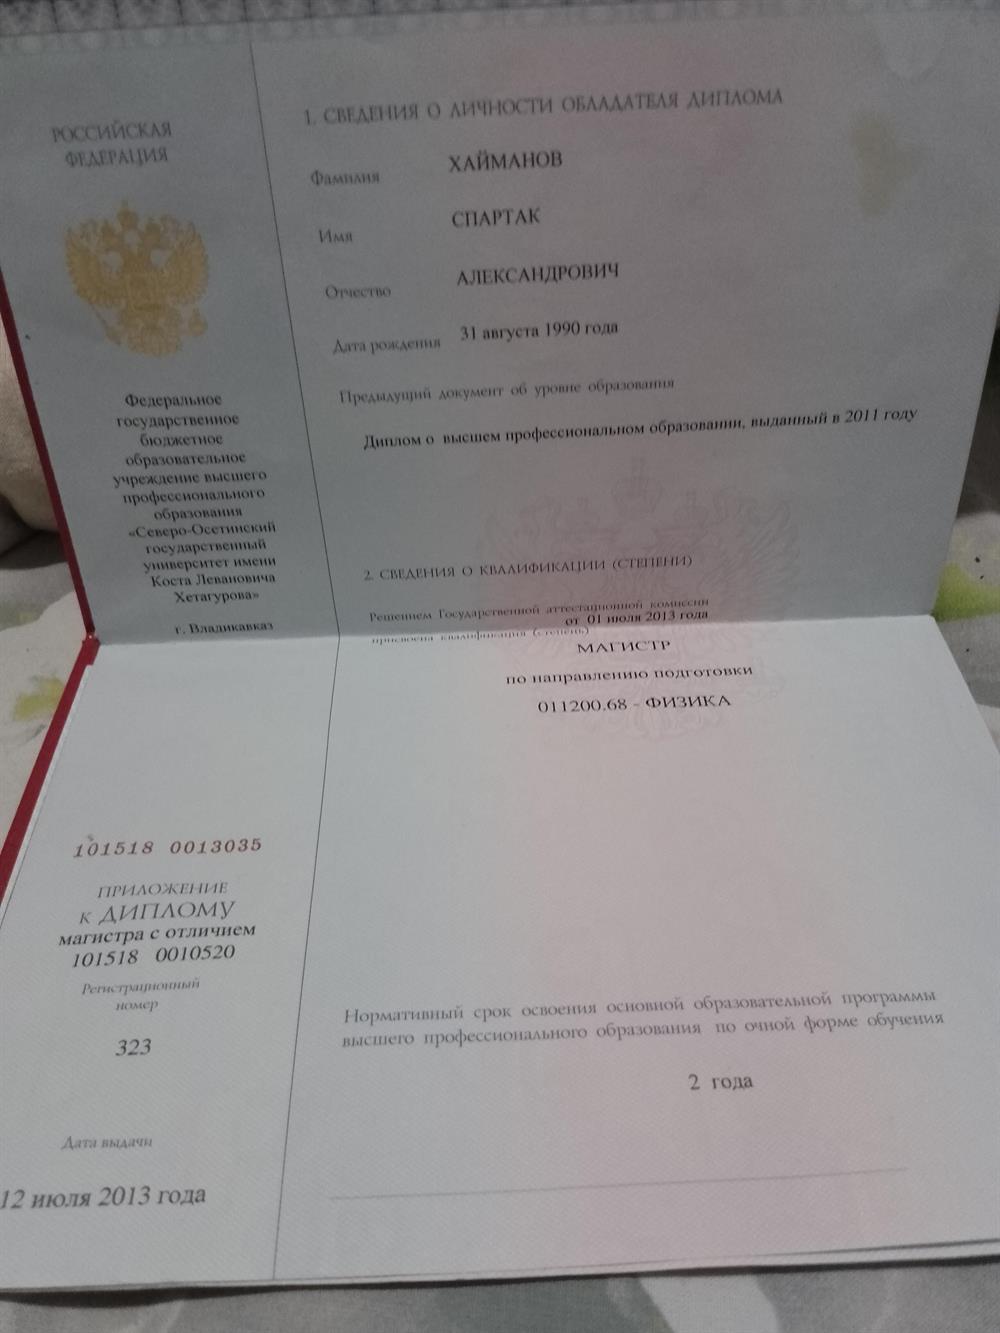 РОССИЙСКАЯ
ФЕДЕРАЦИЯ
Федеральное
государственное
бюджетное
образовательное
учреждение высшего
профессионального
образования
«Северо-Осетинский
государственный
университет имени
Коста Левановича
Хетагурова»
г. Владикавказ
101518 0013035
ПРИЛОЖЕНИЕ
к ДИПЛОМУ
магистра с отличием
101518 0010520
Регистрационный
номер
323
Дата выдачи
12 июля 2013 года
1. СВЕДЕНИЯ О ЛИЧНОСТИ ОБЛАДАТЕЛЯ ДИПЛОМА
Фамилия ХАЙМАНОВ
Имя СПАРТАК
Отчество АЛЕКСАНДРОВИЧ
Дата рождения 31 августа 1990 года
Предыдущий документ об уровне образования
Диплом о высшем профессиональном образовании, выданный в 2011 году
2. СВЕДЕНИЯ О КВАЛИФИКАЦИИ (СТЕПЕНИ)
Решением Государственной аттестационной комиссии
от 01 июля 2013 года
присвоена квалификация (степень)
МАГИСТР
по направлению подготовки
011200.68 - ФИЗИКА
Нормативный срок освоения основной образовательной программы
высшего профессионального образования по очной форме обучения
2 года